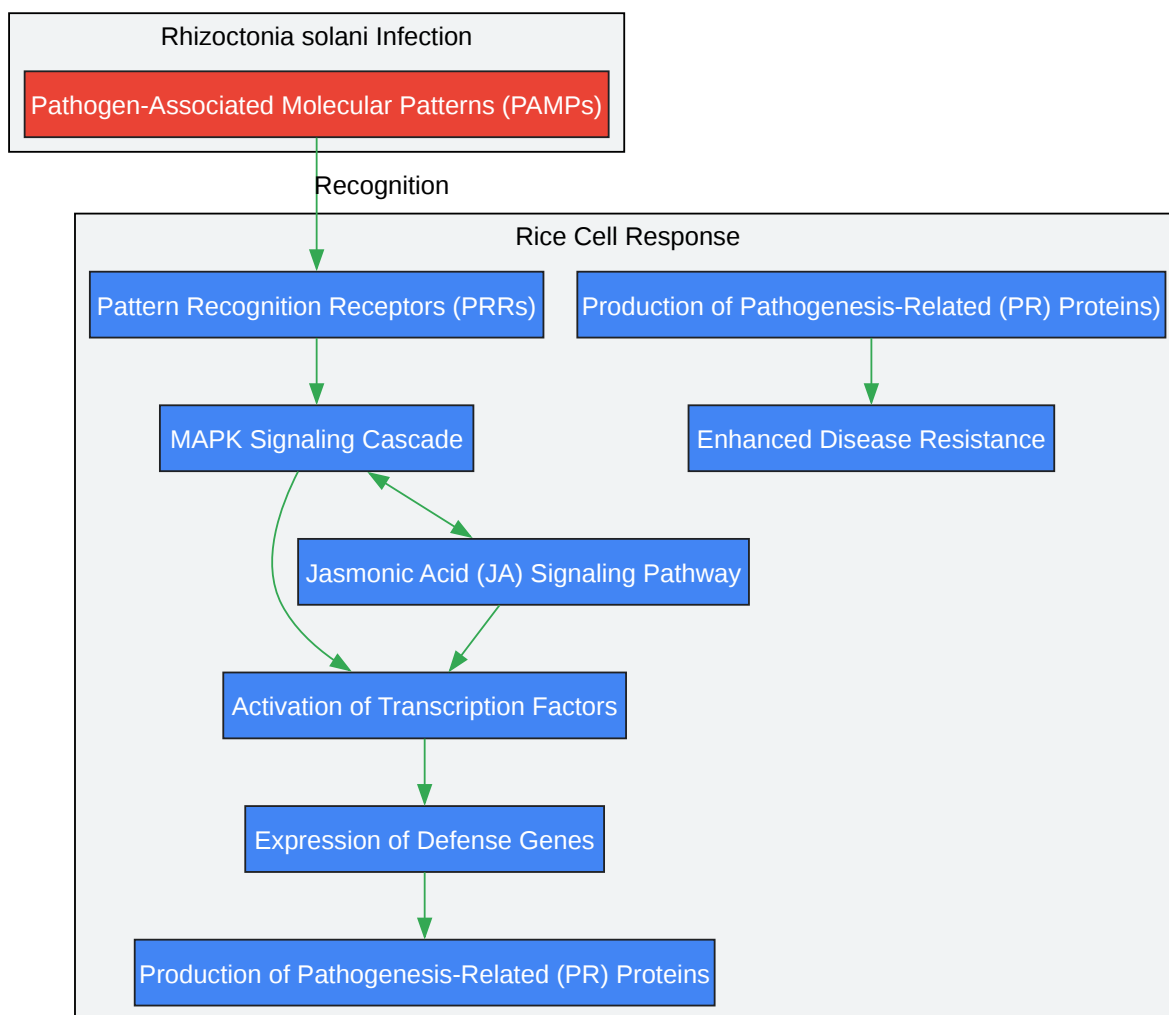 Rhizoctonia solani Infection
Pathogen-Associated Molecular Patterns (PAMPs)
Recognition
Rice Cell Response
Pattern Recognition Receptors (PRRs)
Production of Pathogenesis-Related (PR) Proteins)
MAPK Signaling Cascade
Enhanced Disease Resistance
Jasmonic Acid (JA) Signaling Pathway
Activation of Transcription Factors
Expression of Defense Genes
Production of Pathogenesis-Related (PR) Proteins